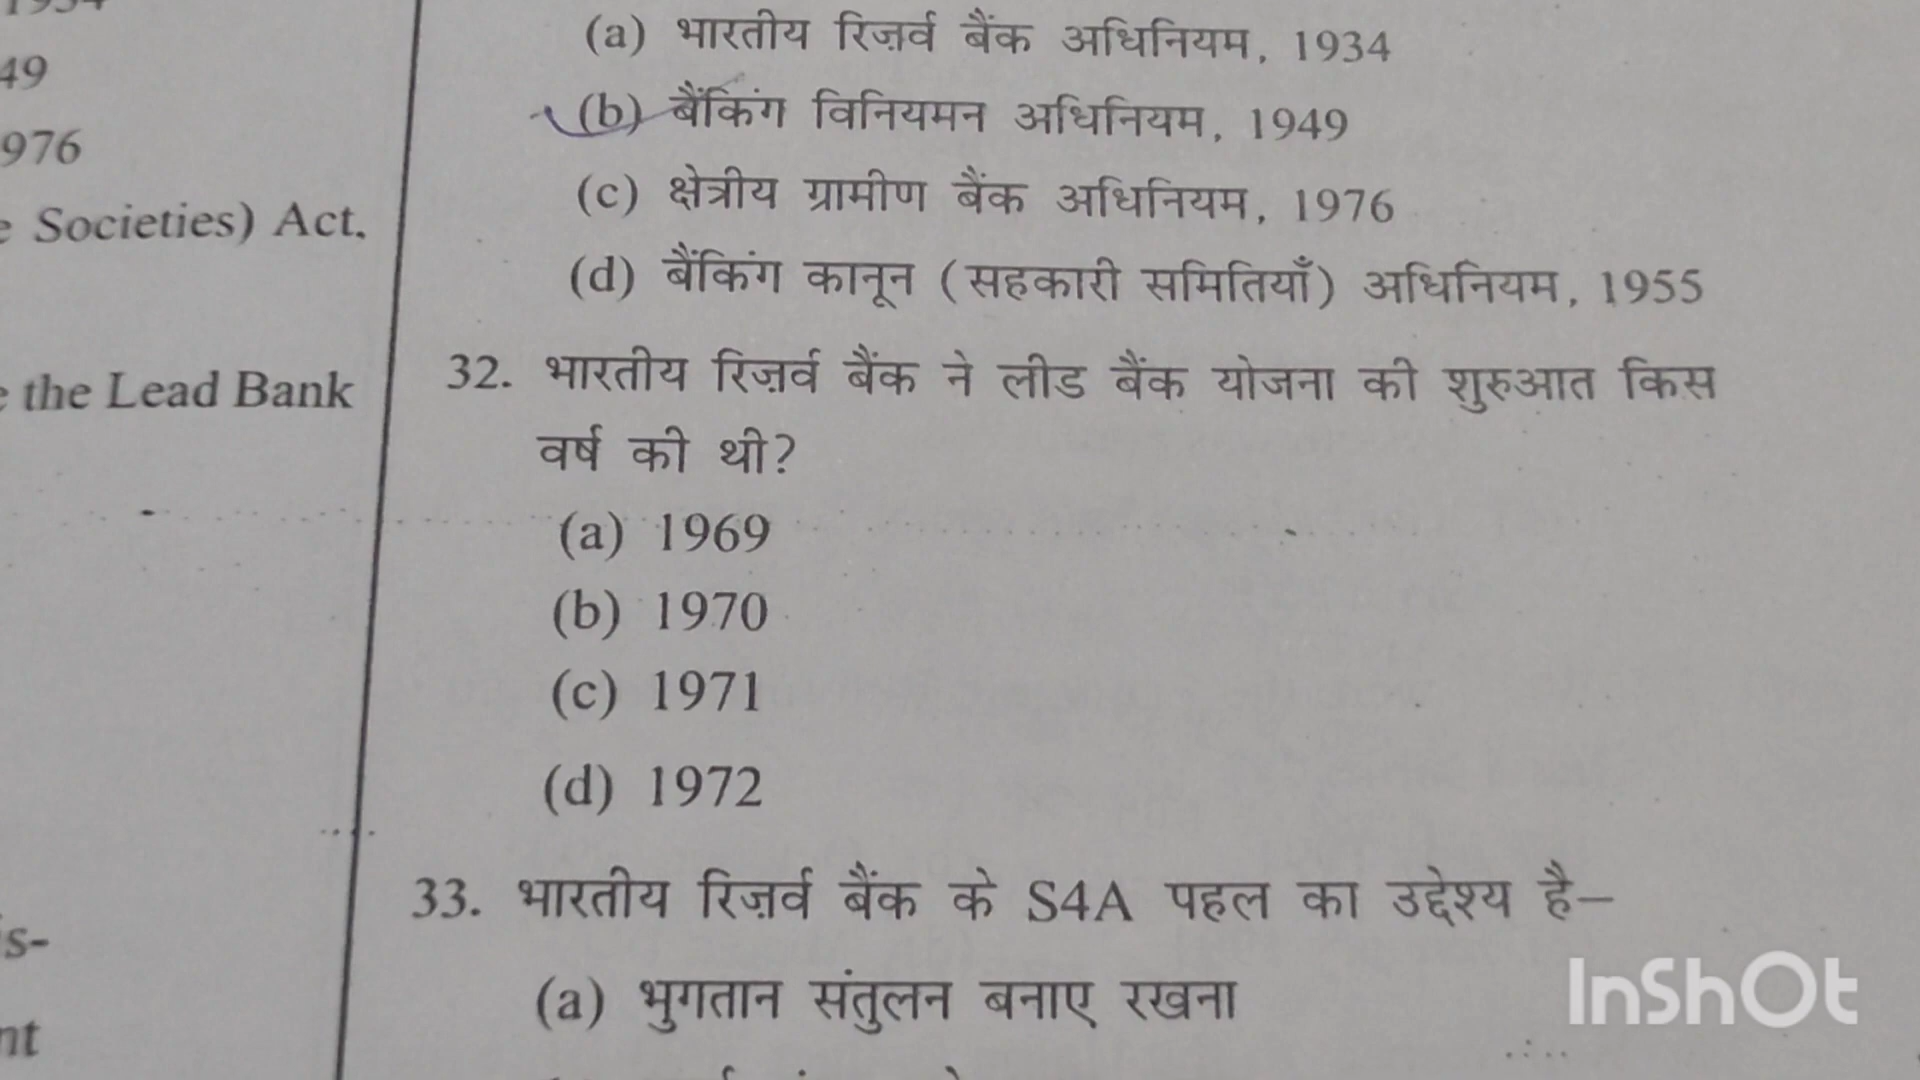 49
976
Societies) Act,
the Lead Bank
s-
nt
(a) भारतीय रिज़र्व बैंक अधिनियम, 1934
(b) बैंकिंग विनियमन अधिनियम, 1949
(c) क्षेत्रीय ग्रामीण बैंक अधिनियम, 1976
(d) बैंकिंग कानून (सहकारी समितियाँ) अधिनियम, 1955
32. भारतीय रिज़र्व बैंक ने लीड बैंक योजना की शुरुआत किस
वर्ष की थी?
(a) 1969
(b) 1970
(c) 1971
(d) 1972
33. भारतीय रिज़र्व बैंक के S4A पहल का उद्देश्य है–
(a) भुगतान संतुलन बनाए रखना
InShOt